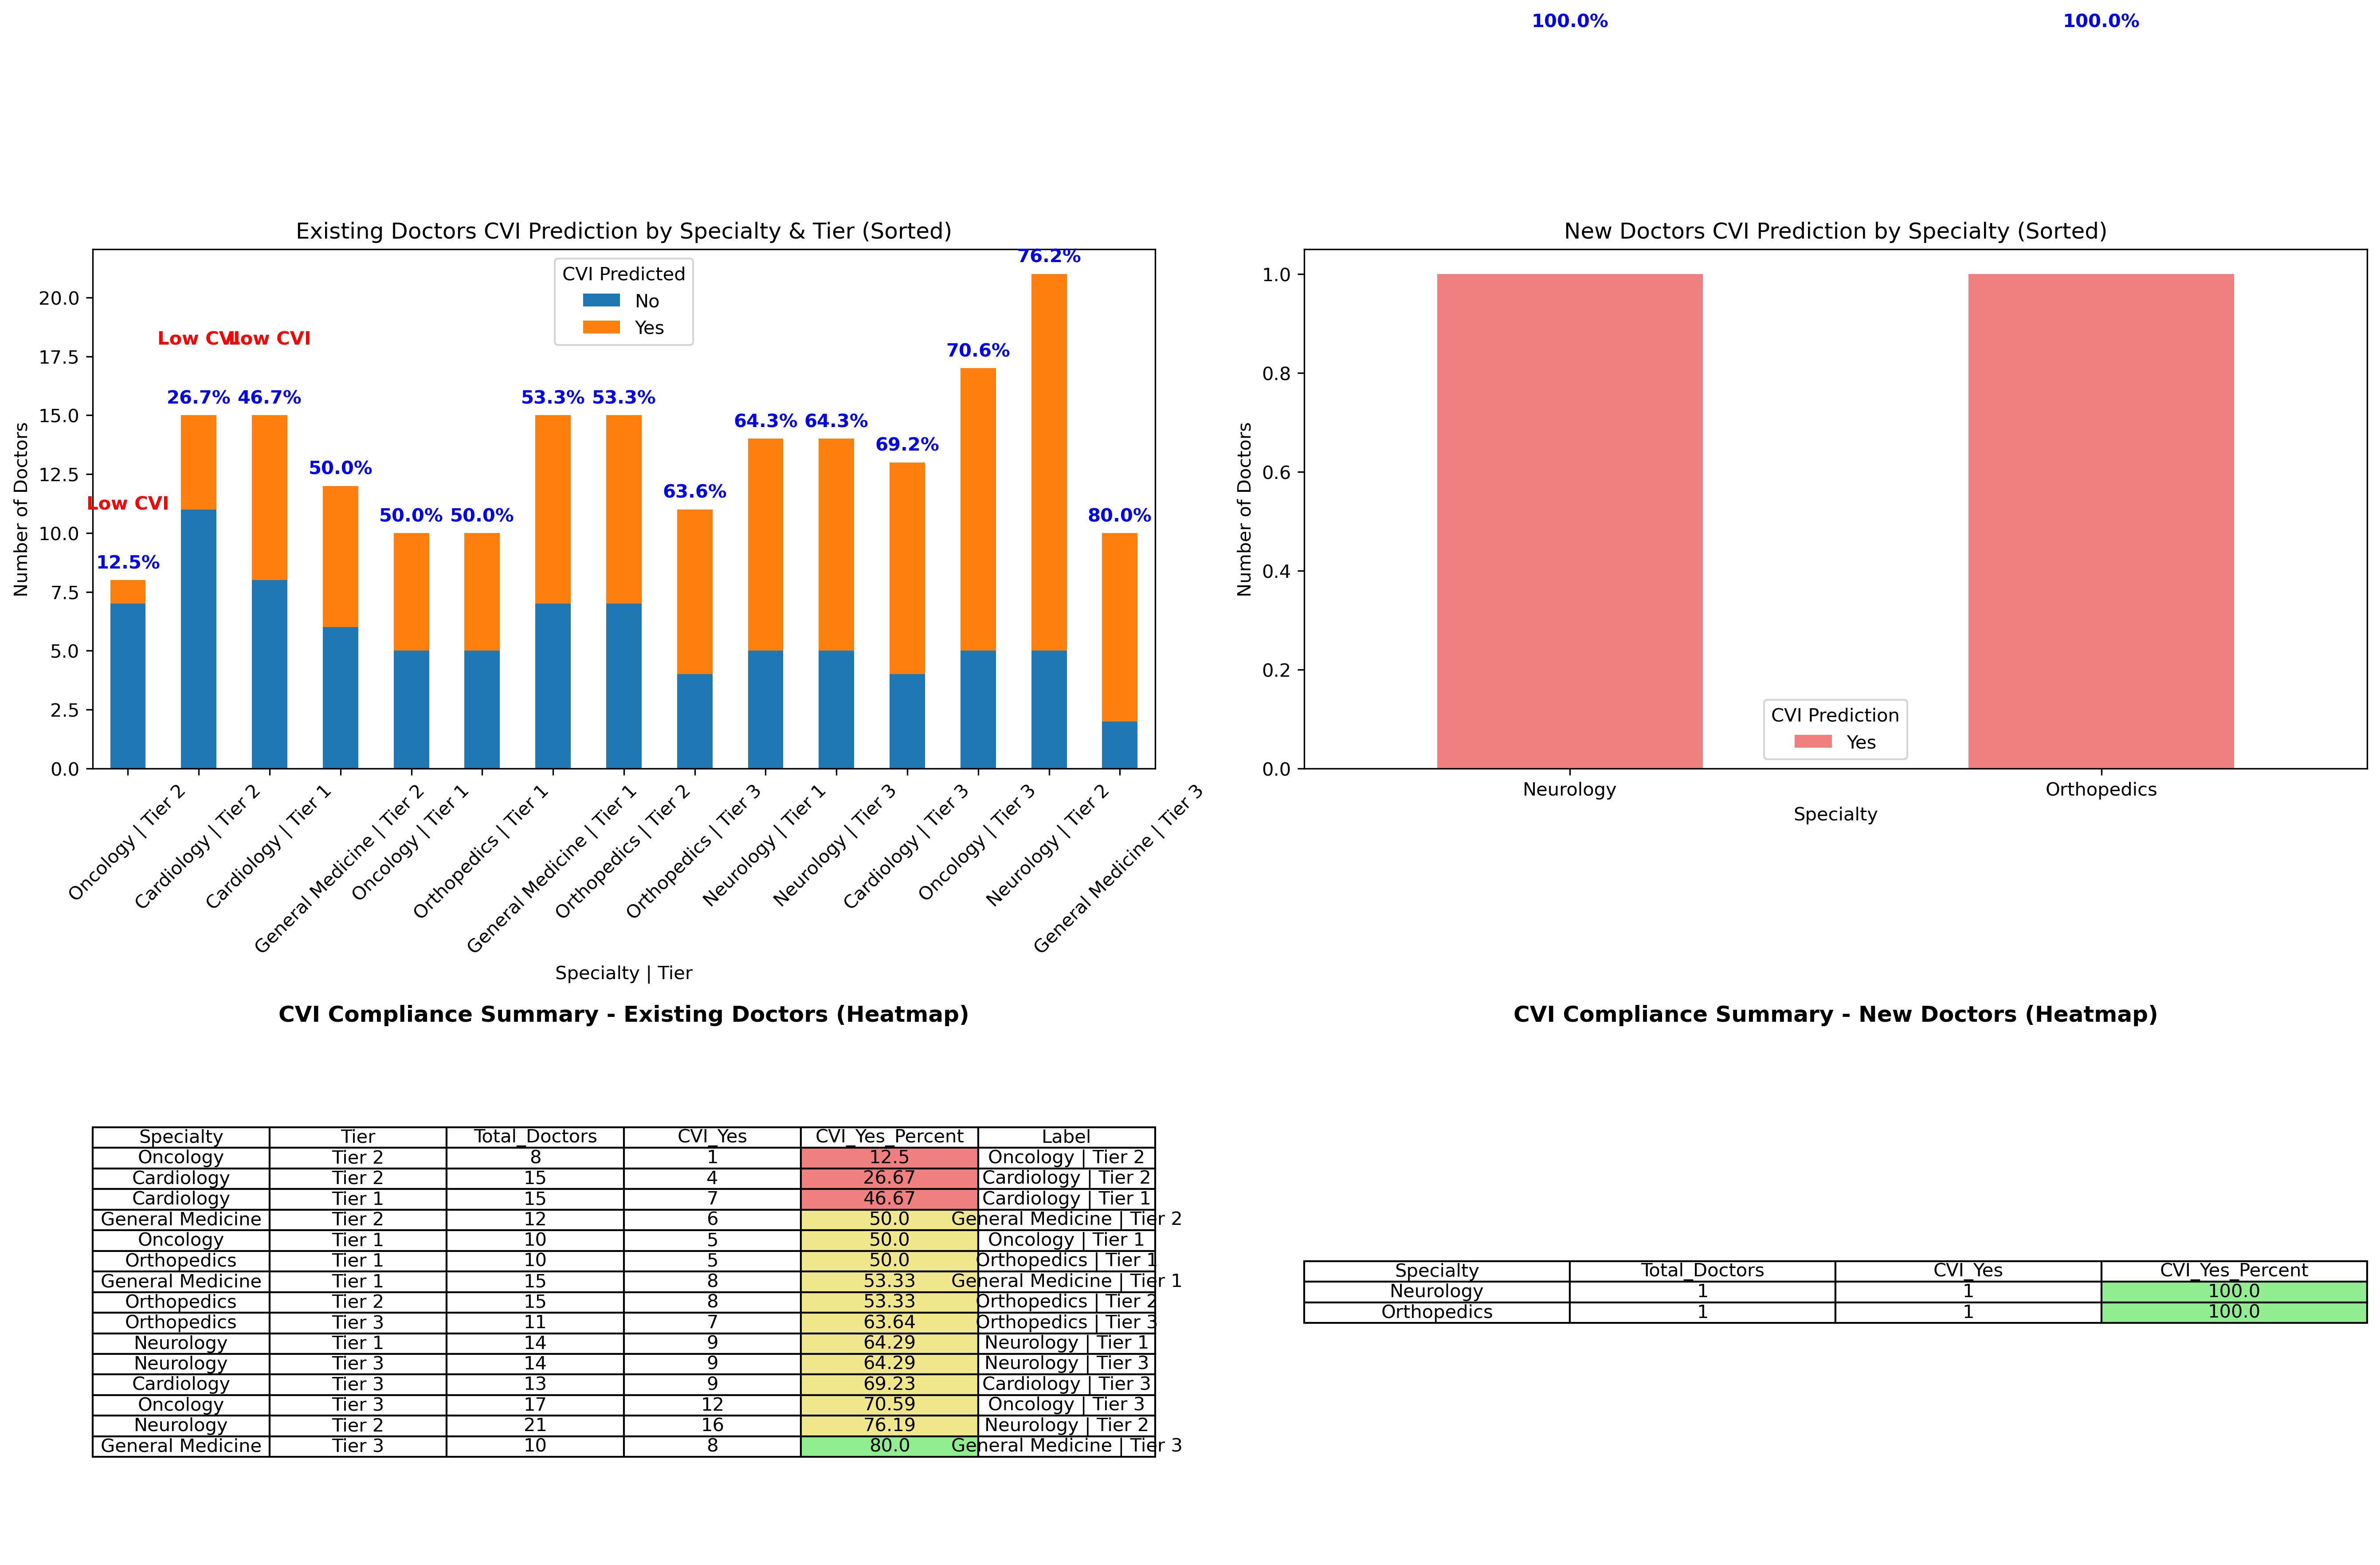 100.0% 100.0%
Existing Doctors CVI Prediction by Specialty & Tier (Sorted)
Number of Doctors
20.0
17.5
15.0
12.5
10.0
7.5
5.0
2.5
0.0
CVI Predicted
No
Yes
76.2%
Low CVI Low CVI
70.6%
26.7% 46.7% 53.3% 53.3%
64.3% 64.3%
69.2%
50.0%
63.6%
Low CVI
50.0% 50.0% 80.0%
12.5%
Oncology | Tier 2
Cardiology | Tier 2
Cardiology | Tier 1
General Medicine | Tier 2
Oncology | Tier 1
Orthopedics | Tier 1
General Medicine | Tier 1
Orthopedics | Tier 2
Orthopedics | Tier 3
Neurology | Tier 1
Neurology | Tier 3
Cardiology | Tier 3
Oncology | Tier 3
Neurology | Tier 2
General Medicine | Tier 3
Specialty | Tier
New Doctors CVI Prediction by Specialty (Sorted)
Number of Doctors
1.0
0.8
0.6
0.4
0.2
0.0
CVI Prediction
Yes
Neurology Orthopedics
Specialty
CVI Compliance Summary - Existing Doctors (Heatmap)
Specialty Tier Total_Doctors CVI_Yes CVI_Yes_Percent Label
Oncology Tier 2 8 1 12.5 Oncology | Tier 2
Cardiology Tier 2 15 4 26.67 Cardiology | Tier 2
Cardiology Tier 1 15 7 46.67 Cardiology | Tier 1
General Medicine Tier 2 12 6 50.0 General Medicine | Tier 2
Oncology Tier 1 10 5 50.0 Oncology | Tier 1
Orthopedics Tier 1 10 5 50.0 Orthopedics | Tier 1
General Medicine Tier 1 15 8 53.33 General Medicine | Tier 1
Orthopedics Tier 2 15 8 53.33 Orthopedics | Tier 2
Orthopedics Tier 3 11 7 63.64 Orthopedics | Tier 3
Neurology Tier 1 14 9 64.29 Neurology | Tier 1
Neurology Tier 3 14 9 64.29 Neurology | Tier 3
Cardiology Tier 3 13 9 69.23 Cardiology | Tier 3
Oncology Tier 3 17 12 70.59 Oncology | Tier 3
Neurology Tier 2 21 16 76.19 Neurology | Tier 2
General Medicine Tier 3 10 8 80.0 General Medicine | Tier 3
CVI Compliance Summary - New Doctors (Heatmap)
Specialty Total_Doctors CVI_Yes CVI_Yes_Percent
Neurology 1 1 100.0
Orthopedics 1 1 100.0